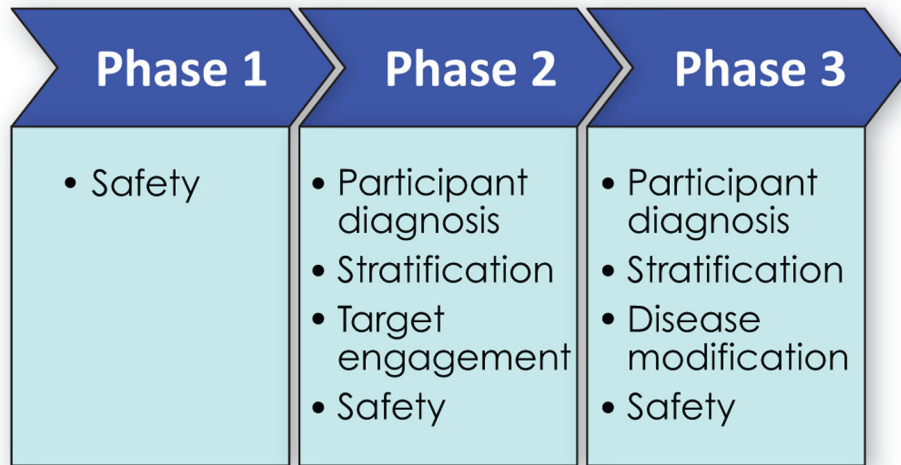 Phase 1
• Safety
Phase 2
• Participant
diagnosis
• Stratification
• Target
engagement
• Safety
Phase 3
• Participant
diagnosis
• Stratification
• Disease
modification
• Safety